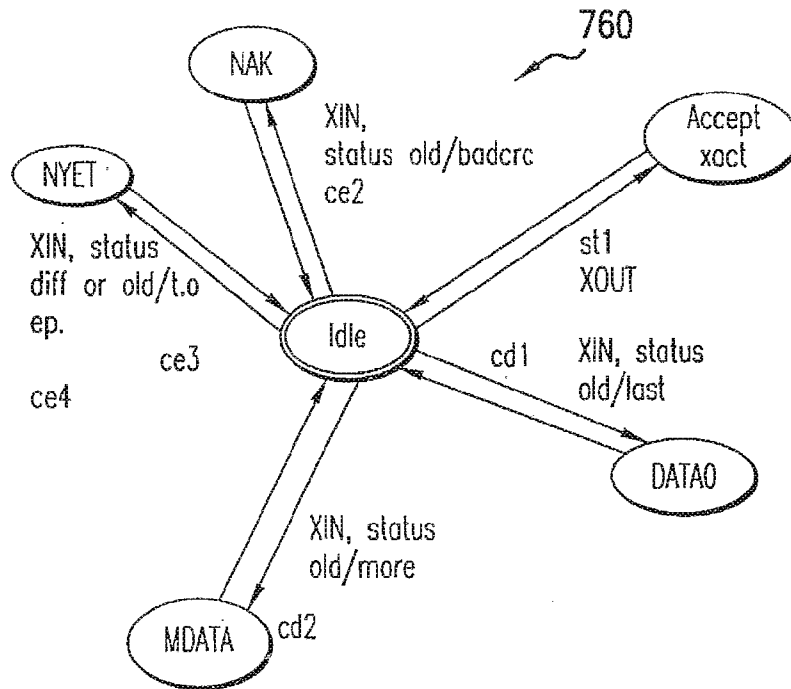 760
NAK
XIN,
status old/badcrc
ce2
Accept
xact
NYET
XIN, status
diff or old/t.o
ep.
st1
XOUT
Idle
ce3
cd1
XIN, status
old/last
ce4
DATA0
XIN, status
old/more
MDATA
cd2